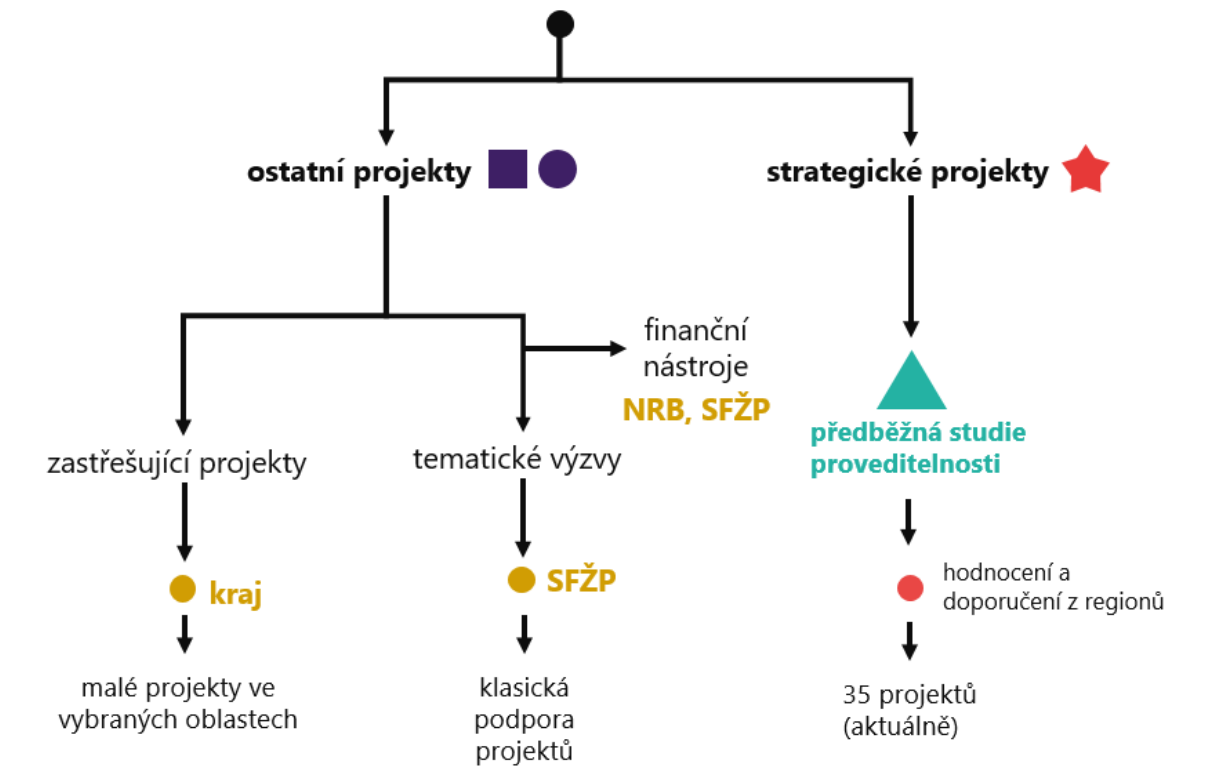 ostatní projekty
strategické projekty
finanční
nástroje
NRB, SFŽP
předběžná studie
proveditelnosti
zastřešující projekty
tematické výzvy
kraj
SFŽP
hodnocení a
doporučení z regionů
malé projekty ve
vybraných oblastech
klasická
podpora
projektů
35 projektů
(aktuálně)